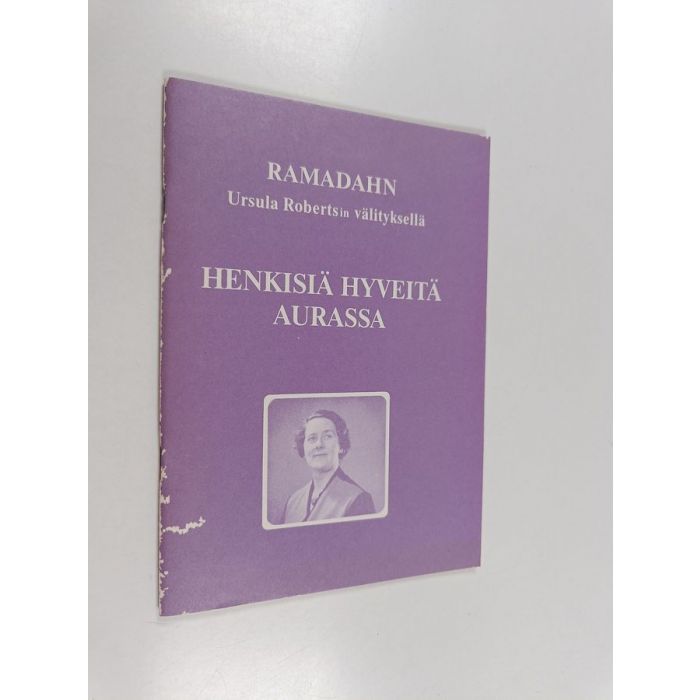 RAMADAHN
Ursula Robertsin välityksellä
HENKISIÄ HYVEITÄ
AURASSA